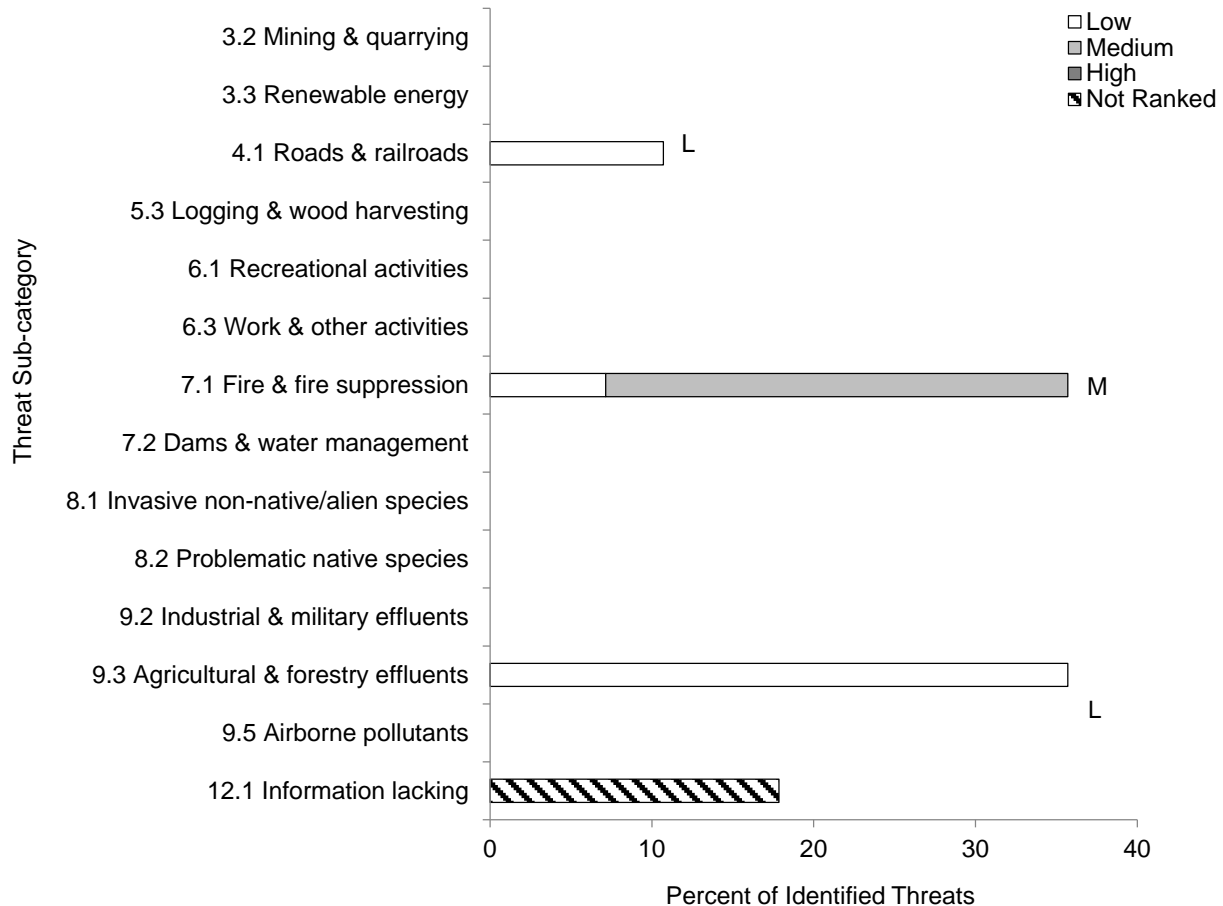 Low
Medium
High
Not Ranked
Threat Sub-category
3.2 Mining & quarrying
3.3 Renewable energy
4.1 Roads & railroads
L
5.3 Logging & wood harvesting
6.1 Recreational activities
6.3 Work & other activities
7.1 Fire & fire suppression
M
7.2 Dams & water management
8.1 Invasive non-native/alien species
8.2 Problematic native species
9.2 Industrial & military effluents
9.3 Agricultural & forestry effluents
L
9.5 Airborne pollutants
12.1 Information lacking
0 10 20 30 40
Percent of Identified Threats